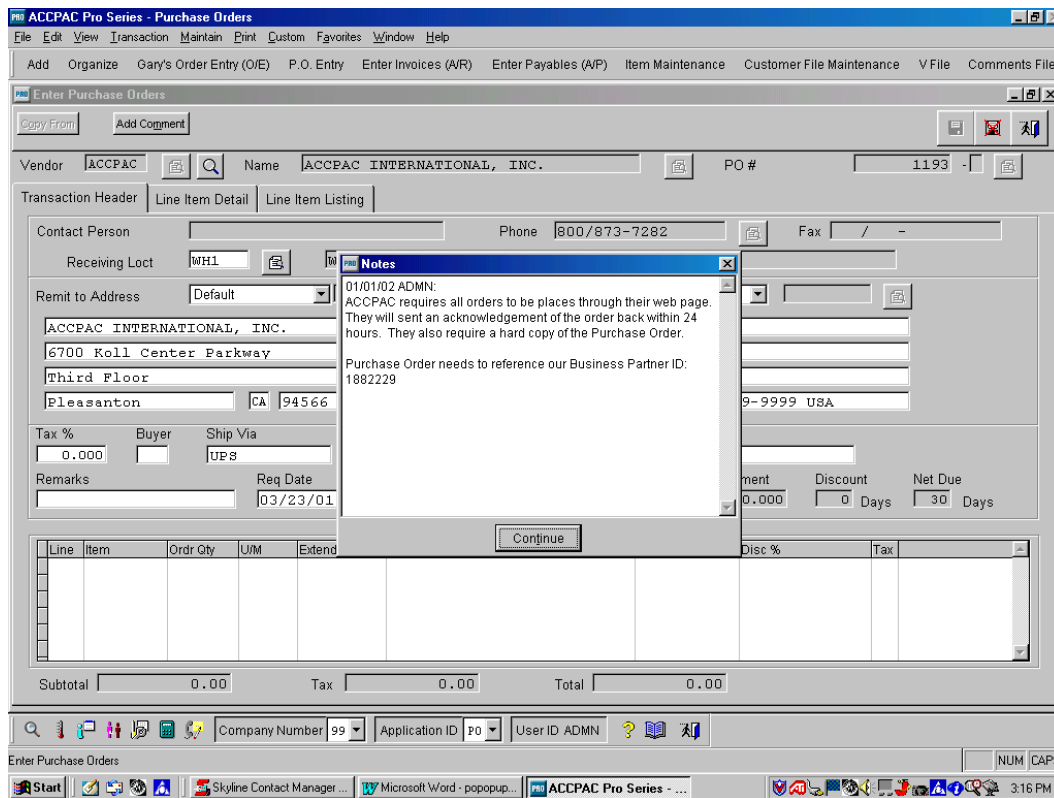 ACCPAC Pro Series - Purchase Orders
File Edit View Transaction Maintain Print Custom Favorites Window Help
Add Organize Gary's Order Entry (O/E) P.O. Entry Enter Invoices (A/R) Enter Payables (A/P) Item Maintenance Customer File Maintenance V File Comments File
Enter Purchase Orders
Copy From Add Comment
Vendor ACCPAC Name ACCPAC INTERNATIONAL, INC. PO # 1193 -
Transaction Header Line Item Detail Line Item Listing
Contact Person Phone 800/873-7282 Fax / -
Receiving Loct WH1
Notes
01/01/02 ADMN:
ACCPAC requires all orders to be places through their web page.
They will sent an acknowledgement of the order back within 24
hours. They also require a hard copy of the Purchase Order.
Purchase Order needs to reference our Business Partner ID:
1882229
Continue
Remit to Address Default
ACCPAC INTERNATIONAL, INC.
6700 Koll Center Parkway
Third Floor
Pleasanton CA 94566 9-9999 USA
Tax % Buyer Ship Via
0.000 UPS
Remarks Req Date ment Discount Net Due
03/23/01 0.000 0 Days 30 Days
Line Item Ordr Qty U/M Extend Disc % Tax
Subtotal 0.00 Tax 0.00 Total 0.00
Company Number 99 Application ID PO User ID ADMN
Enter Purchase Orders NUM CAP
Start Skyline Contact Manager ... Microsoft Word - popopup... ACCPAC Pro Series - ... 3:16 PM